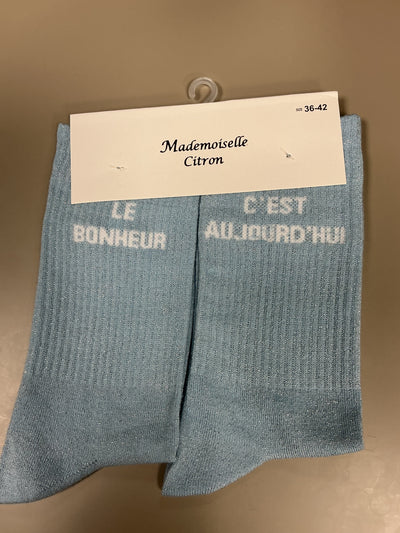 36-42
Mademoiselle
Citron
LE
BONHEUR
C'EST
AUJOURD'HUI